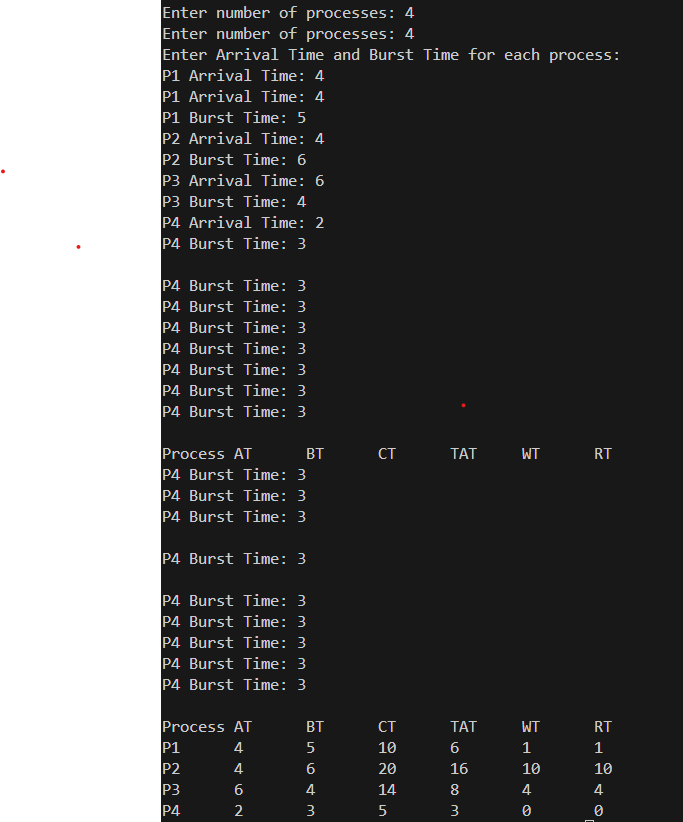 Enter number of processes: 4
Enter number of processes: 4
Enter Arrival Time and Burst Time for each process:
P1 Arrival Time: 4
P1 Arrival Time: 4
P1 Burst Time: 5
P2 Arrival Time: 4
P2 Burst Time: 6
P3 Arrival Time: 6
P3 Burst Time: 4
P4 Arrival Time: 2
P4 Burst Time: 3
P4 Burst Time: 3
P4 Burst Time: 3
P4 Burst Time: 3
P4 Burst Time: 3
P4 Burst Time: 3
P4 Burst Time: 3
P4 Burst Time: 3
Process AT BT CT TAT WT RT
P4 Burst Time: 3
P4 Burst Time: 3
P4 Burst Time: 3
P4 Burst Time: 3
P4 Burst Time: 3
P4 Burst Time: 3
P4 Burst Time: 3
P4 Burst Time: 3
P4 Burst Time: 3
Process AT BT CT TAT WT RT
P1 4 5 10 6 1 1
P2 4 6 20 16 10 10
P3 6 4 14 8 4 4
P4 2 3 5 3 0 0